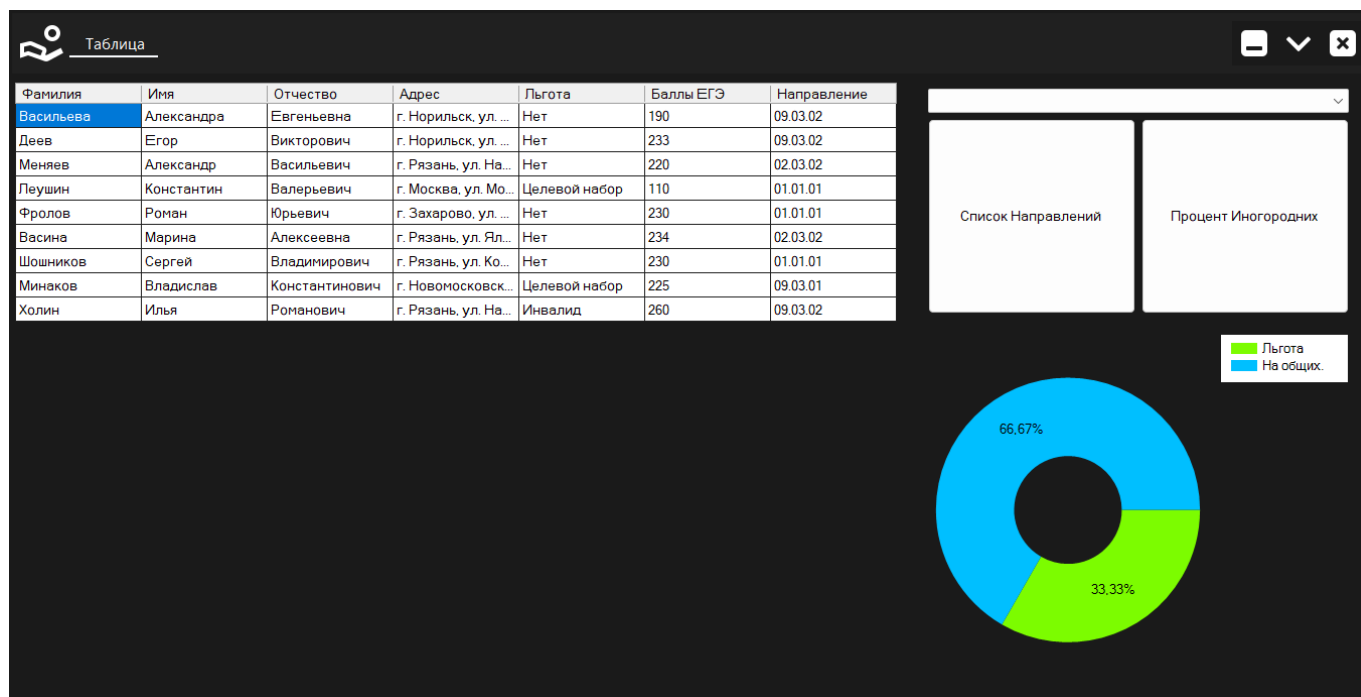 Таблица
Фамилия Имя Отчество Адрес Льгота Баллы ЕГЭ Направление
Васильева Александра Евгеньевна г. Норильск, ул. ... Нет 190 09.03.02
Деев Егор Викторович г. Норильск, ул. ... Нет 233 09.03.02
Меняев Александр Васильевич г. Рязань, ул. На... Нет 220 02.03.02
Леушин Константин Валерьевич г. Москва, ул. Мо... Целевой набор 110 01.01.01
Фролов Роман Юрьевич г. Захарово, ул. ... Нет 230 01.01.01
Васина Марина Алексеевна г. Рязань, ул. Ял... Нет 234 02.03.02
Шошников Сергей Владимирович г. Рязань, ул. Ко... Нет 230 01.01.01
Минаков Владислав Константинович г. Новомосковск... Целевой набор 225 09.03.01
Холин Илья Романович г. Рязань, ул. На... Инвалид 260 09.03.02
Список Направлений
Процент Иногородних
Льгота
На общих.
66,67%
33,33%